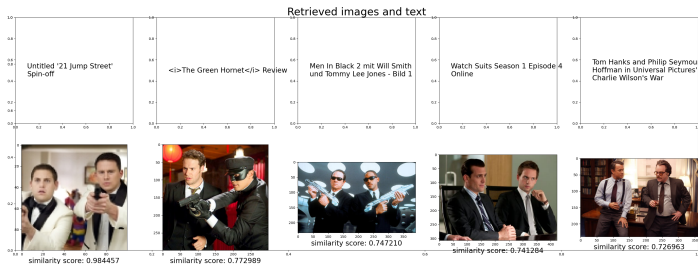 Retrieved images and text
Untitled '21 Jump Street'
Spin-off
<i>The Green Hornet</i> Review
Men In Black 2 mit Will Smith
und Tommy Lee Jones - Bild 1
Watch Suits Season 1 Episode 4
Online
Tom Hanks and Philip Seymou
Hoffman in Universal Pictures'
Charlie Wilson's War
similarity score: 0.984457
similarity score: 0.772989
similarity score: 0.747210
similarity score: 0.741284
similarity score: 0.726963